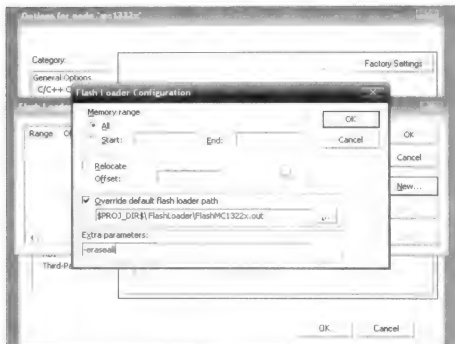 Options for node "mc1322x"
Category:
Factory Settings
General Options
C/C++ C
Flash Loader
Range
OK
Cancel
New...
Third-Pa
OK
Cancel
Flash Loader Configuration
Memory range
All
Start:
End:
OK
Cancel
Relocate
Offset:
Override default flash loader path
$PROJ_DIR$\FlashLoader\FlashMC1322x.out
...
Extra parameters:
-eraseall